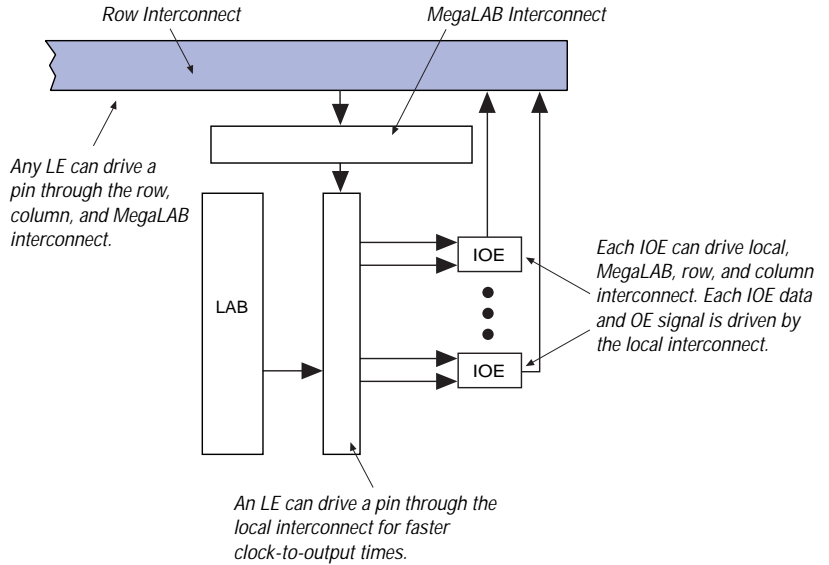 Row Interconnect
MegaLAB Interconnect
Any LE can drive a
pin through the row,
column, and MegaLAB
interconnect.
LAB
IOE
IOE
Each IOE can drive local,
MegaLAB, row, and column
interconnect. Each IOE data
and OE signal is driven by
the local interconnect.
An LE can drive a pin through the
local interconnect for faster
clock-to-output times.